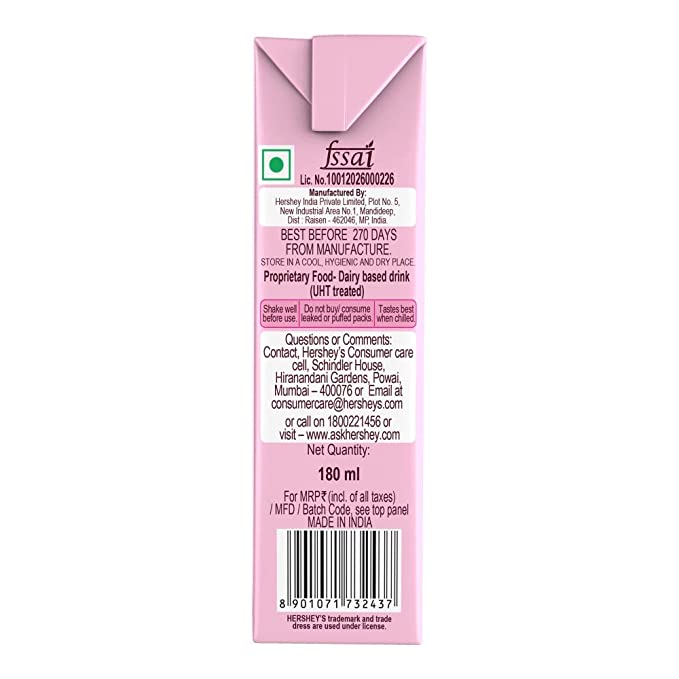 fssai
Lic. No.10012026000226
Manufactured By:
Hershey India Private Limited, Plot No. 5,
New Industrial Area No.1, Mandideep,
Dist : Raisen - 462046, MP, India.
BEST BEFORE 270 DAYS
FROM MANUFACTURE.
STORE IN A COOL, HYGIENIC AND DRY PLACE.
Proprietary Food- Dairy based drink
(UHT treated)
Shake well
before use.
Do not buy/ consume
leaked or puffed packs.
Tastes best
when chilled.
Questions or Comments:
Contact, Hershey's Consumer care
cell, Schindler House,
Hiranandani Gardens, Powai,
Mumbai – 400076 or Email at
consumercare@hersheys.com
or call on 1800221456 or
visit – www.askhershey.com
Net Quantity:
180 ml
For MRP₹ (incl. of all taxes)
/ MFD / Batch Code, see top panel
MADE IN INDIA
8 901071 732437
HERSHEY'S trademark and trade
dress are used under license.